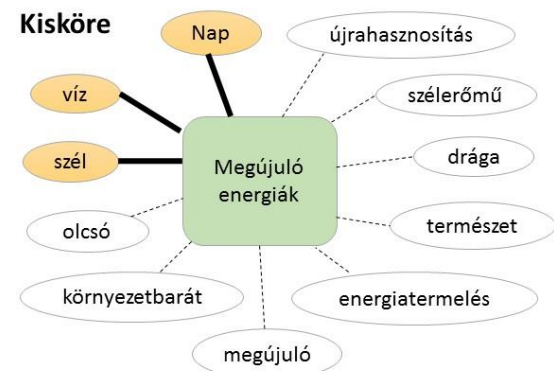 Kisköre
Nap
újrahasznosítás
víz
szélerőmű
szél
Megújuló
energiák
drága
olcsó
természet
környezetbarát
energiatermelés
megújuló